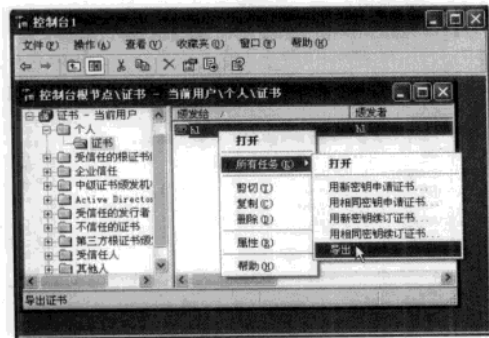 控制台1
文件(F) 操作(A) 查看(V) 收藏夹(O) 窗口(W) 帮助(H)
控制台根节点\证书 - 当前用户\个人\证书
证书 - 当前用户
个人
证书
受信任的根证书
企业信任
中级证书颁发机
Active Director
受信任的发行者
不信任的证书
第三方根证书颁
受信任人
其他人
颁发给
颁发者
h1
h1
打开
所有任务(K)
剪切(T)
复制(C)
删除(D)
属性(R)
帮助(H)
打开
用新密钥申请证书...
用相同密钥申请证书...
用新密钥续订证书...
用相同密钥续订证书...
导出
导出证书